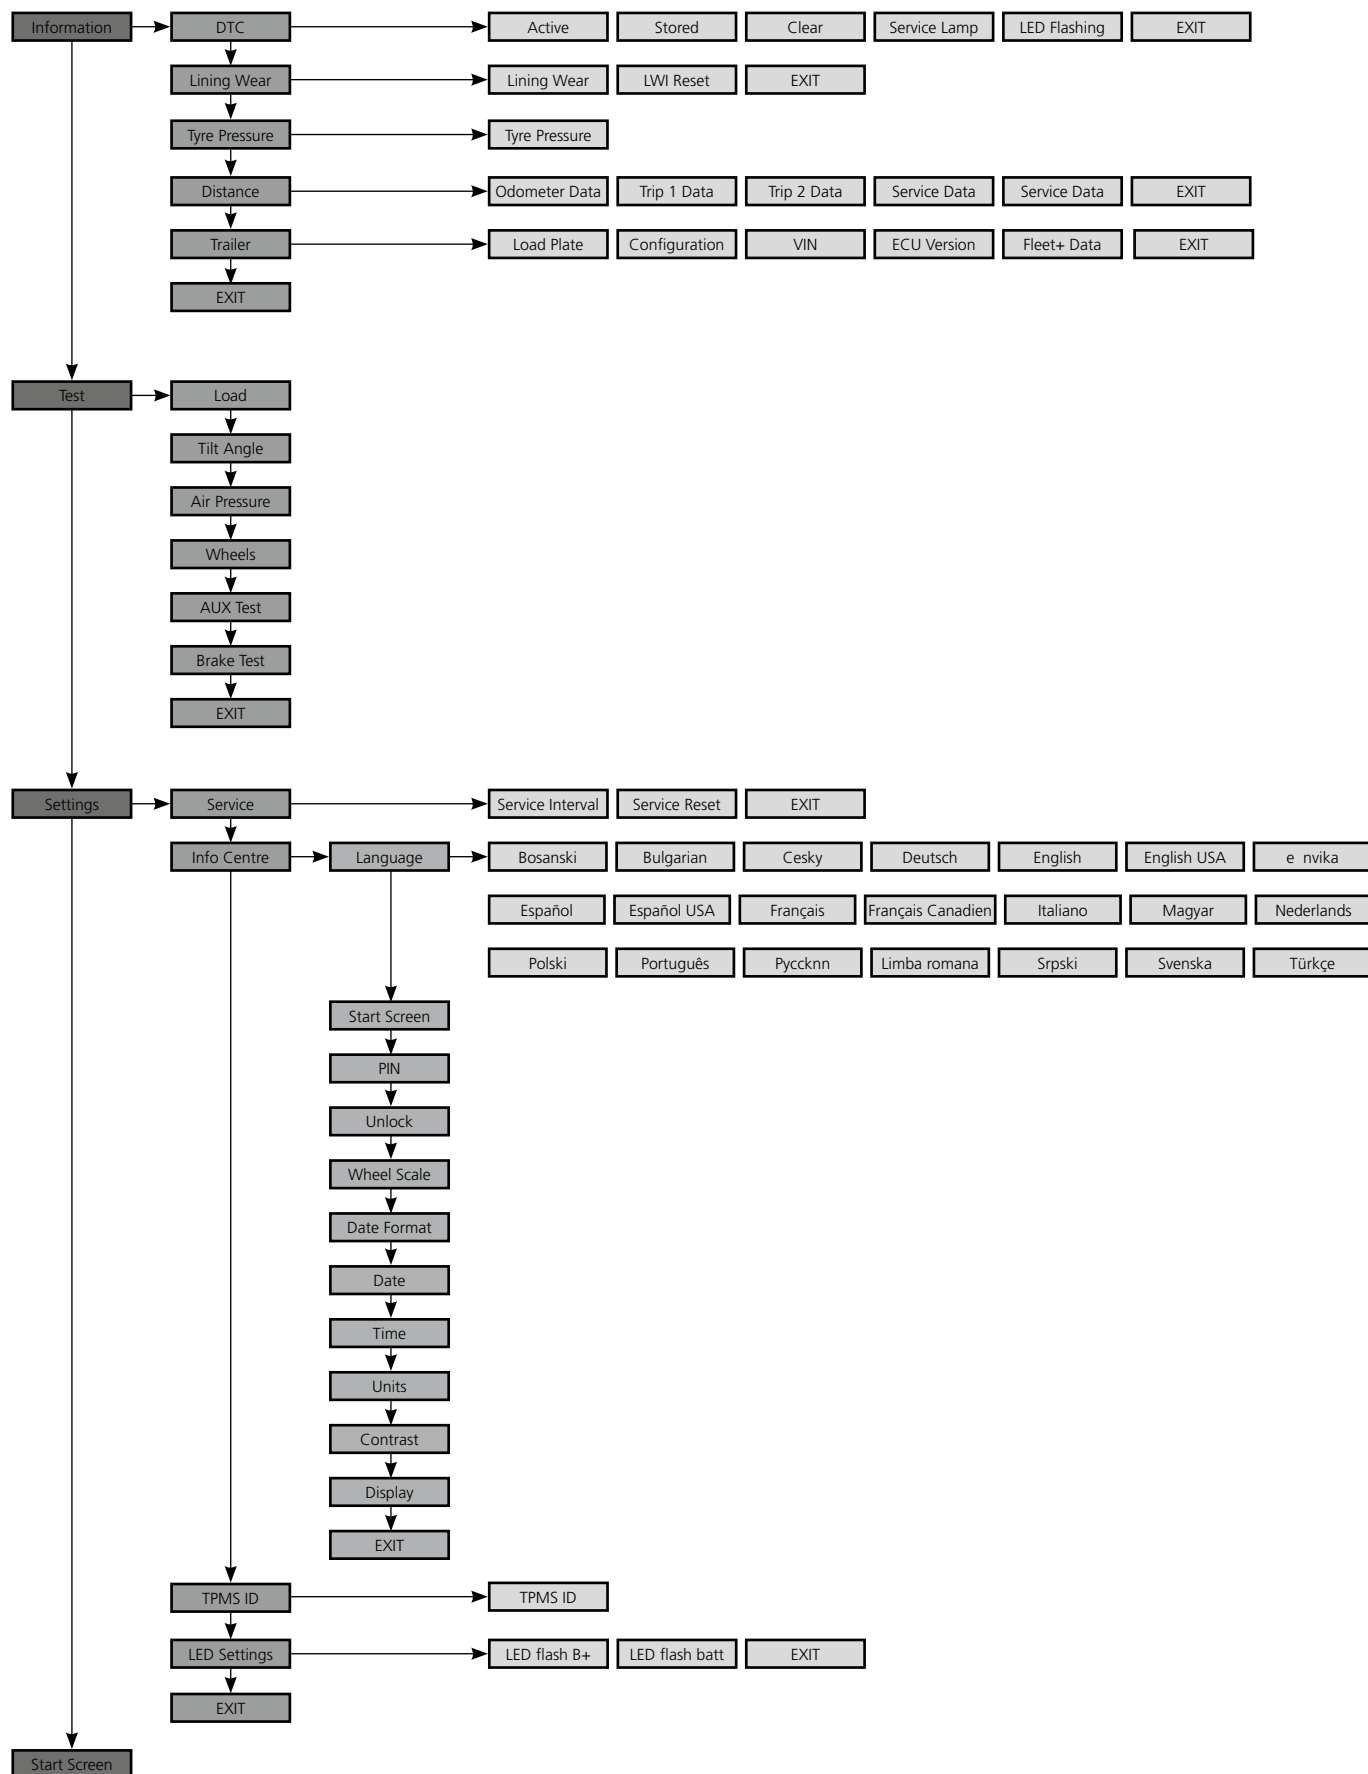 Information DTC Active Stored Clear Service Lamp LED Flashing EXIT
Lining Wear Lining Wear LWI Reset EXIT
Tyre Pressure Tyre Pressure
Distance Odometer Data Trip 1 Data Trip 2 Data Service Data Service Data EXIT
Trailer Load Plate Configuration VIN ECU Version Fleet+ Data EXIT
EXIT
Test Load
Tilt Angle
Air Pressure
Wheels
AUX Test
Brake Test
EXIT
Settings Service Service Interval Service Reset EXIT
Info Centre Language Bosanski Bulgarian Cesky Deutsch English English USA e nvika
Español Español USA Français Français Canadien Italiano Magyar Nederlands
Polski Português Pyccknn Limba romana Srpski Svenska Türkçe
Start Screen
PIN
Unlock
Wheel Scale
Date Format
Date
Time
Units
Contrast
Display
EXIT
TPMS ID TPMS ID
LED Settings LED flash B+ LED flash batt EXIT
EXIT
Start Screen